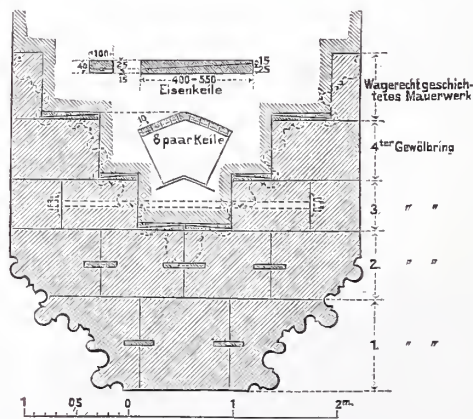 100
40
25
15
15
25
400-550
Eisenkeile
Wagerecht geschich-
tetes Mauerwerk
10
8 paar Keile
4ter Gewölbring
3. " "
2. " "
1. " "
1 0,5 0 1 2m.